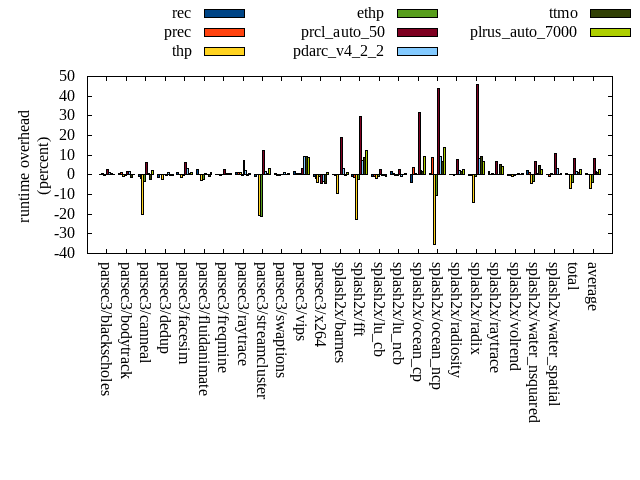 rec
prec
thp
ethp
prcl_auto_50
pdarc_v4_2_2
ttmo
plrus_auto_7000
runtime overhead
(percent)
50
40
30
20
10
0
-10
-20
-30
-40
parsec3/blackscholes
parsec3/bodytrack
parsec3/canneal
parsec3/dedup
parsec3/facesim
parsec3/fluidanimate
parsec3/freqmine
parsec3/raytrace
parsec3/streamcluster
parsec3/swaptions
parsec3/vips
parsec3/x264
splash2x/barnes
splash2x/fft
splash2x/lu_cb
splash2x/lu_ncb
splash2x/ocean_cp
splash2x/ocean_ncp
splash2x/radiosity
splash2x/radix
splash2x/raytrace
splash2x/volrend
splash2x/water_nsquared
splash2x/water_spatial
total
average